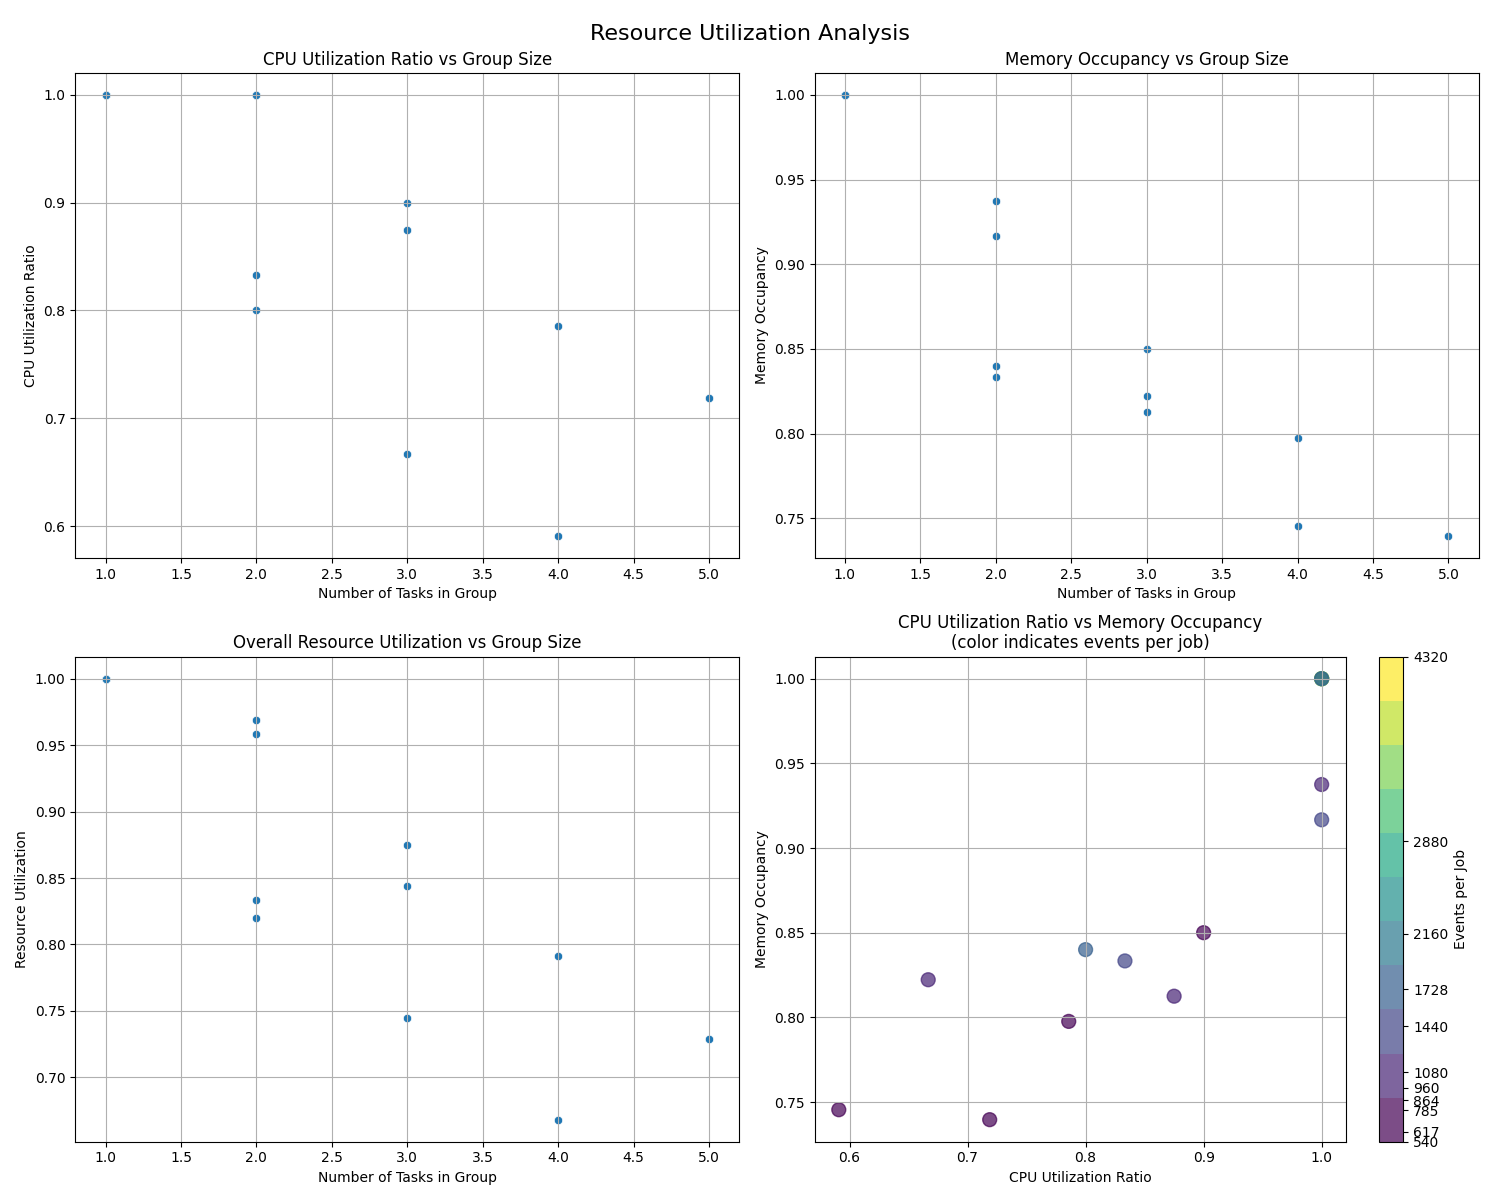 Resource Utilization Analysis
CPU Utilization Ratio vs Group Size
1.0
0.9
0.8
0.7
0.6
CPU Utilization Ratio
1.0 1.5 2.0 2.5 3.0 3.5 4.0 4.5 5.0
Number of Tasks in Group
Memory Occupancy vs Group Size
1.00
0.95
0.90
0.85
0.80
0.75
Memory Occupancy
1.0 1.5 2.0 2.5 3.0 3.5 4.0 4.5 5.0
Number of Tasks in Group
Overall Resource Utilization vs Group Size
1.00
0.95
0.90
0.85
0.80
0.75
0.70
Resource Utilization
1.0 1.5 2.0 2.5 3.0 3.5 4.0 4.5 5.0
Number of Tasks in Group
CPU Utilization Ratio vs Memory Occupancy
(color indicates events per job)
1.00
0.95
0.90
0.85
0.80
0.75
Memory Occupancy
0.6 0.7 0.8 0.9 1.0
CPU Utilization Ratio
4320
2880
2160
1728
1440
1080
960
864
785
617
540
Events per Job